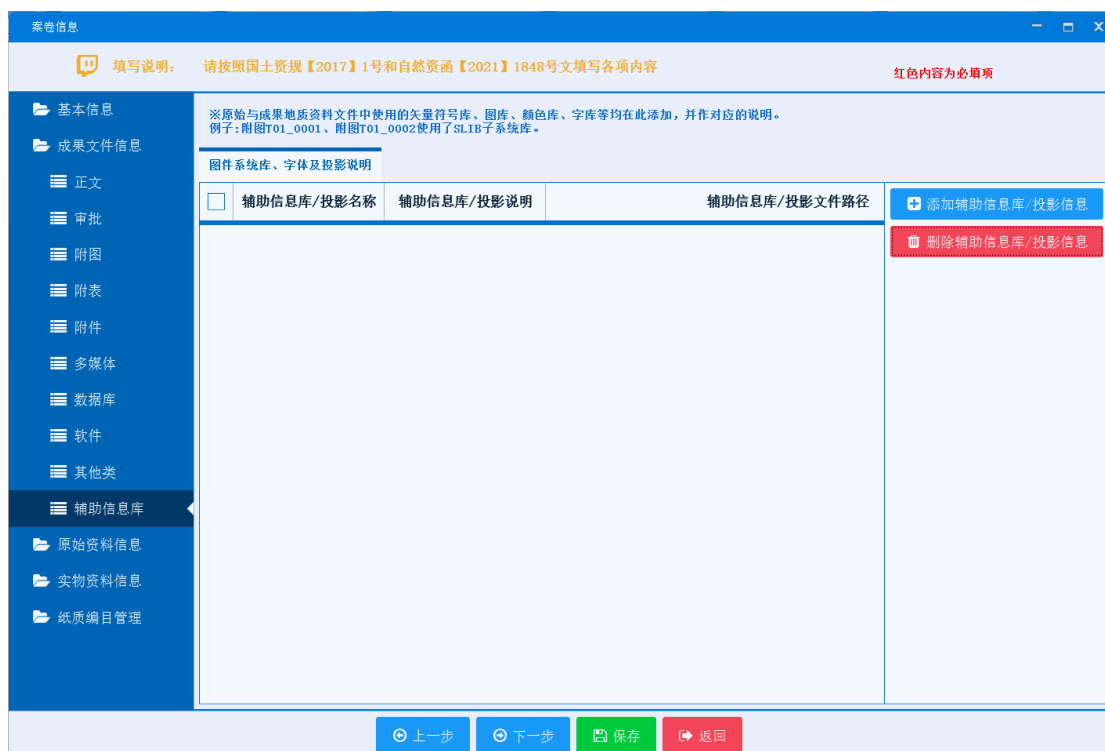 案卷信息
填写说明： 请按照国土资规【2017】1号和自然资函【2021】1848号文填写各项内容
红色内容为必填项
基本信息
成果文件信息
正文
审批
附图
附表
附件
多媒体
数据库
软件
其他类
辅助信息库
原始资料信息
实物资料信息
纸质编目管理
※原始与成果地质资料文件中使用的矢量符号库、图库、颜色库、字库等均在此添加，并作对应的说明。
例子:附图T01_0001、附图T01_0002使用了SLIB子系统库。
图件系统库、字体及投影说明
辅助信息库/投影名称 辅助信息库/投影说明 辅助信息库/投影文件路径
添加辅助信息库/投影信息
删除辅助信息库/投影信息
上一步 下一步 保存 返回